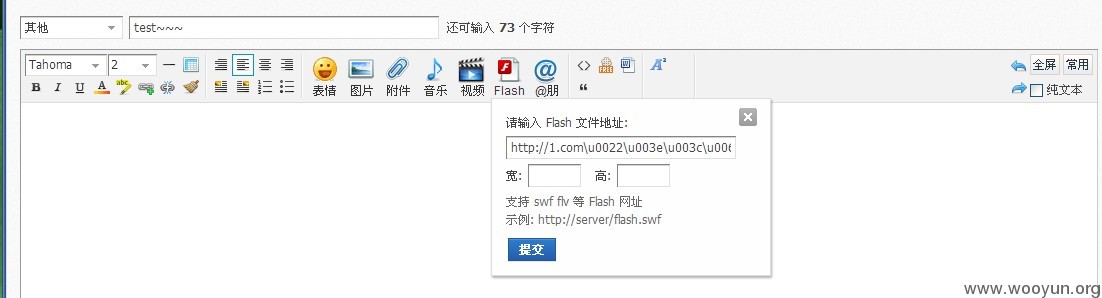 其他 test~~~ 还可输入 73 个字符
Tahoma 2 全屏 常用
B I U A 表情 图片 附件 音乐 视频 Flash @朋 纯文本
请输入 Flash 文件地址:
http://1.com\u0022\u003e\u003c\u006
宽: 高:
支持 swf flv 等 Flash 网址
示例: http://server/flash.swf
提交
www.wooyun.org